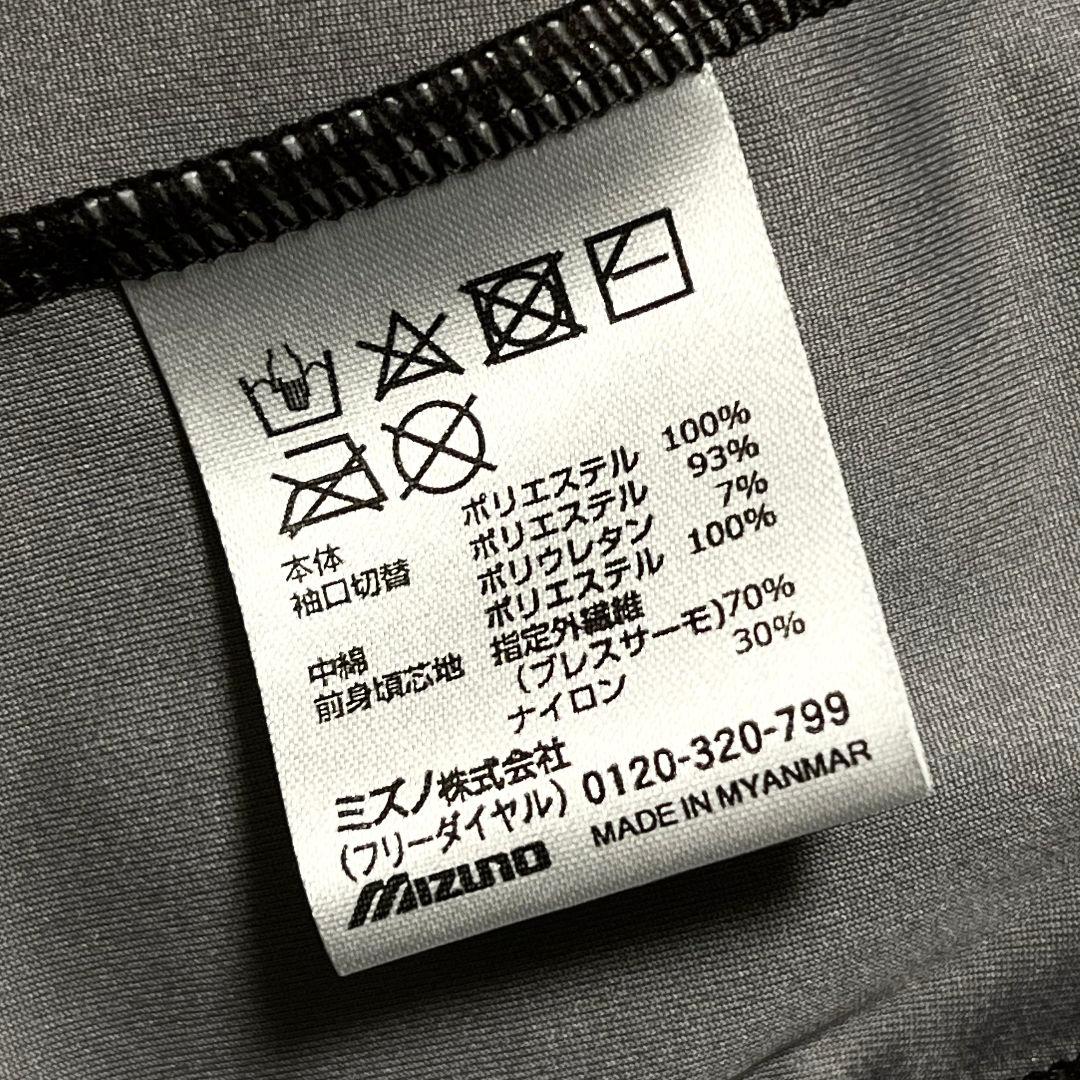 本体 ポリエステル 100%
袖口切替 ポリエステル 93%
ポリウレタン 7%
中綿 ポリエステル 100%
前身頃芯地 指定外繊維
(ブレスサーモ)70%
ナイロン 30%
ミズノ株式会社
(フリーダイヤル) 0120-320-799
MIZUNO MADE IN MYANMAR